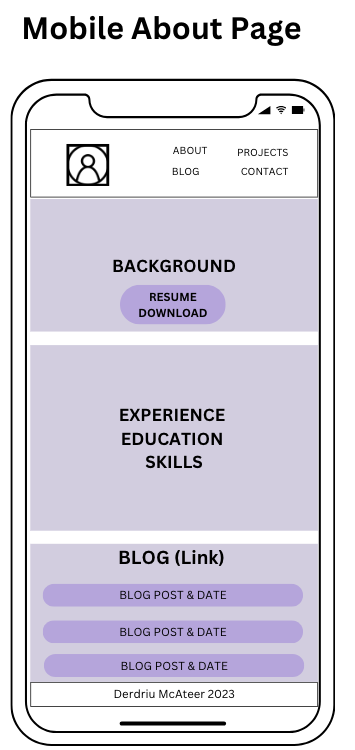 Mobile About Page
ABOUT PROJECTS
BLOG CONTACT
BACKGROUND
RESUME
DOWNLOAD
EXPERIENCE
EDUCATION
SKILLS
BLOG (Link)
BLOG POST & DATE
BLOG POST & DATE
BLOG POST & DATE
Derdriu McAteer 2023